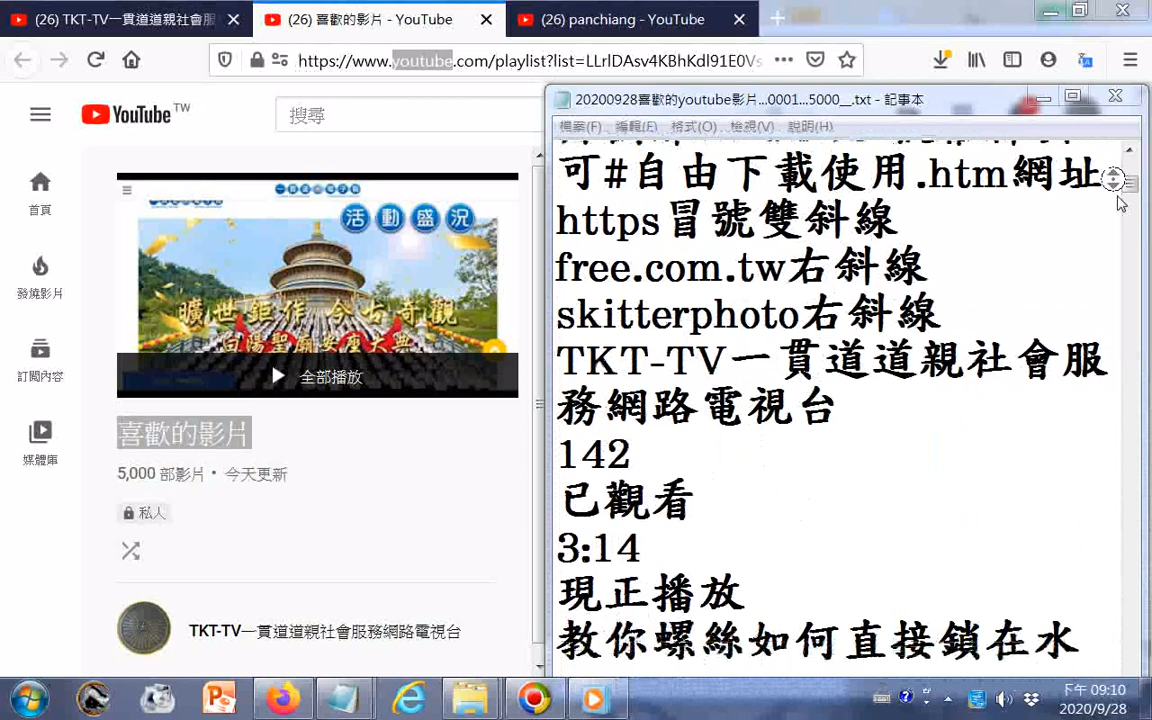 (26) TKT-TV一貫道道親社會服
(26) 喜歡的影片 - YouTube
(26) panchiang - YouTube
https://www.youtube.com/playlist?list=LLrlDAsv4KBhKdl91E0Vs
YouTube TW
搜尋
首頁
發燒影片
訂閱內容
媒體庫
活動盛況
曠世鉅作 今古奇觀
全部播放
喜歡的影片
5,000 部影片・今天更新
私人
TKT-TV一貫道道親社會服務網路電視台
20200928喜歡的youtube影片...0001...5000__.txt - 記事本
檔案(F) 編輯(E) 格式(O) 檢視(V) 說明(H)
可#自由下載使用.htm網址
https冒號雙斜線
free.com.tw右斜線
skitterphoto右斜線
TKT-TV一貫道道親社會服
務網路電視台
142
已觀看
3:14
現正播放
教你螺絲如何直接鎖在水
下午 09:10
2020/9/28